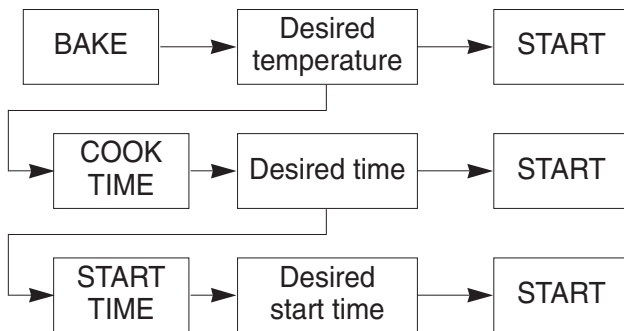 BAKE
Desired
temperature
START
COOK
TIME
Desired time
START
START
TIME
Desired
start time
START